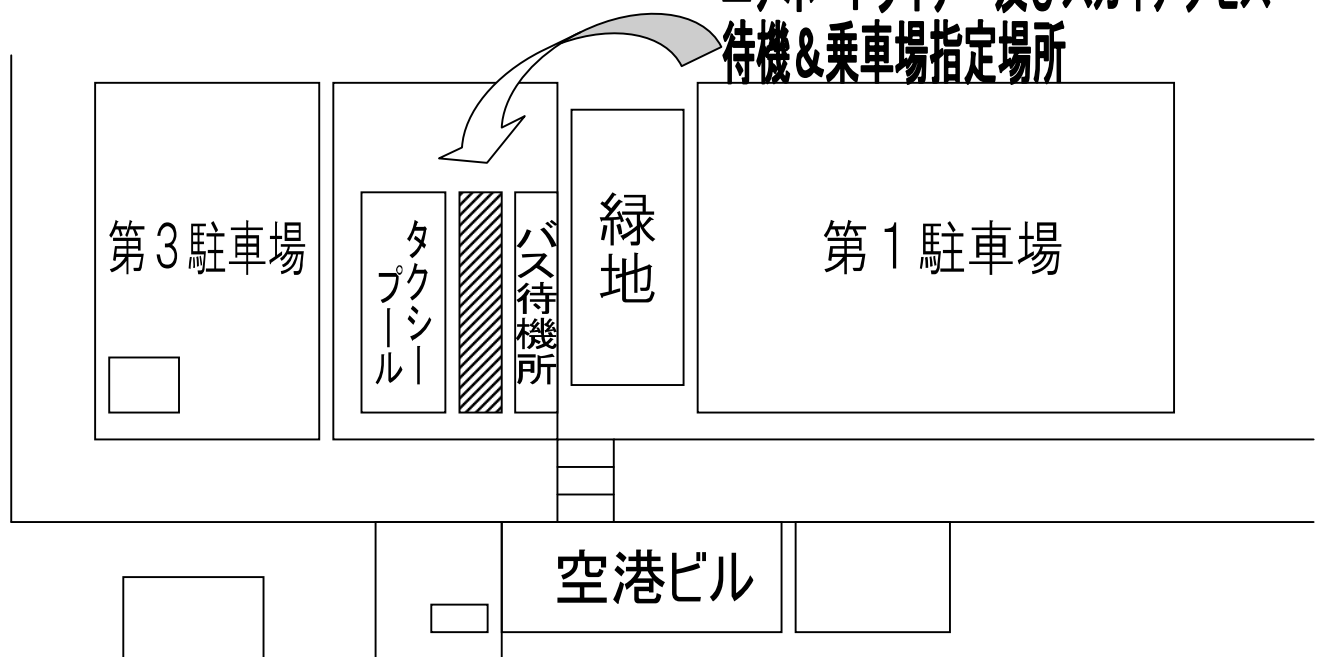 待機＆乗車場指定場所
第３駐車場
タクシー
プール
バス待機所
緑地
第１駐車場
空港ビル